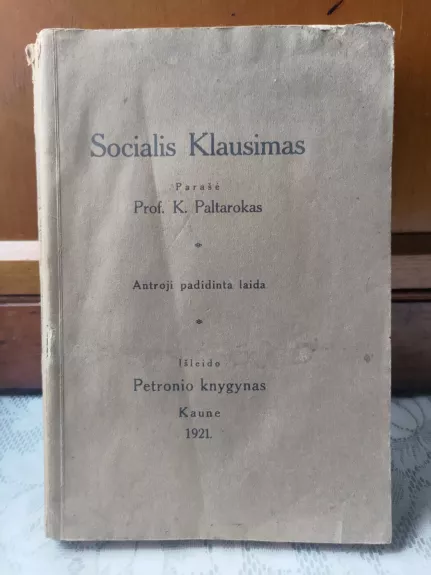 Socialis Klausimas
Parašė
Prof. K. Paltarokas
*
Antroji padidinta laida
*
Išleido
Petronio knygynas
Kaune
1921.